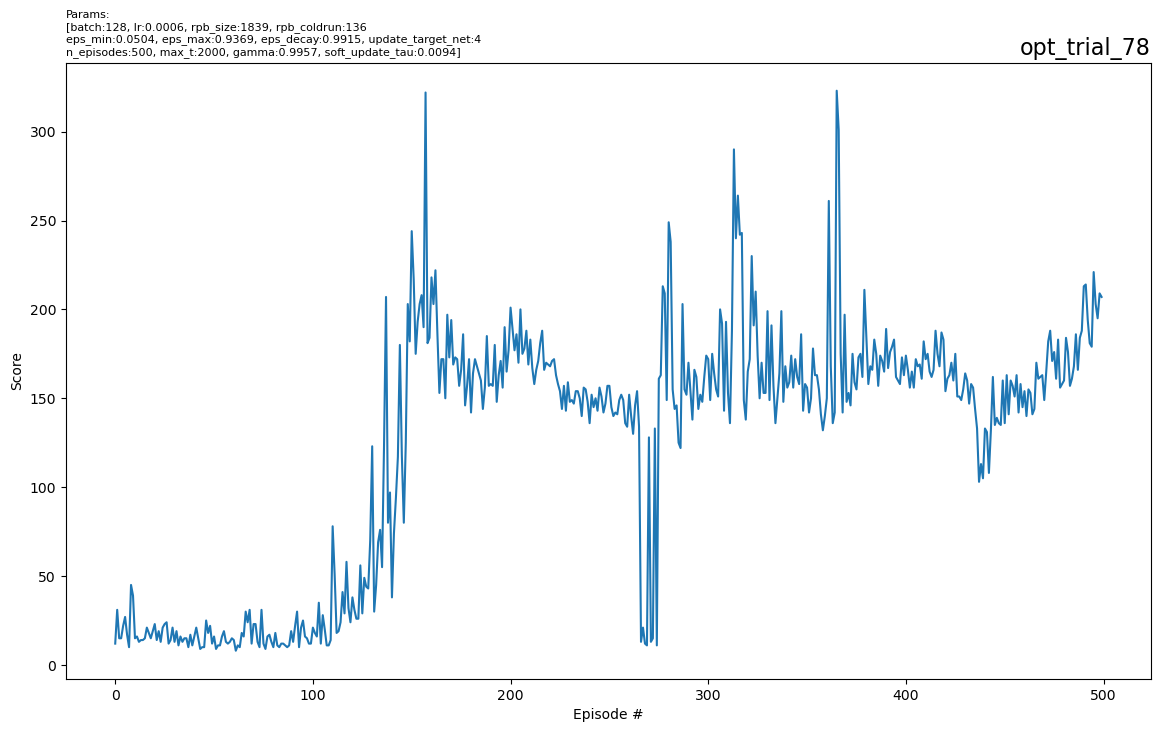 Params:
[batch:128, lr:0.0006, rpb_size:1839, rpb_coldrun:136
eps_min:0.0504, eps_max:0.9369, eps_decay:0.9915, update_target_net:4
n_episodes:500, max_t:2000, gamma:0.9957, soft_update_tau:0.0094]
opt_trial_78
300
250
200
150
100
50
0
Score
0 100 200 300 400 500
Episode #